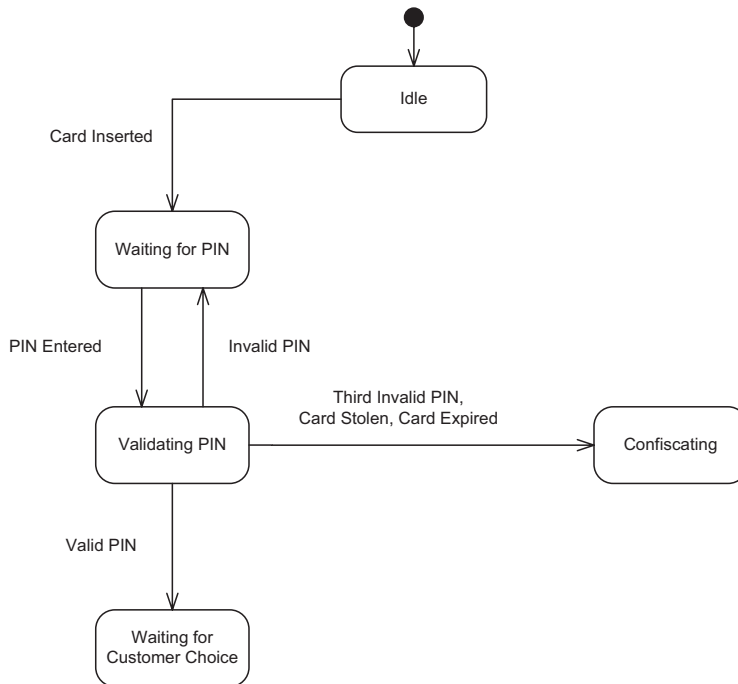 Idle
Card Inserted
Waiting for PIN
PIN Entered
Invalid PIN
Third Invalid PIN,
Card Stolen, Card Expired
Validating PIN
Confiscating
Valid PIN
Waiting for
Customer Choice